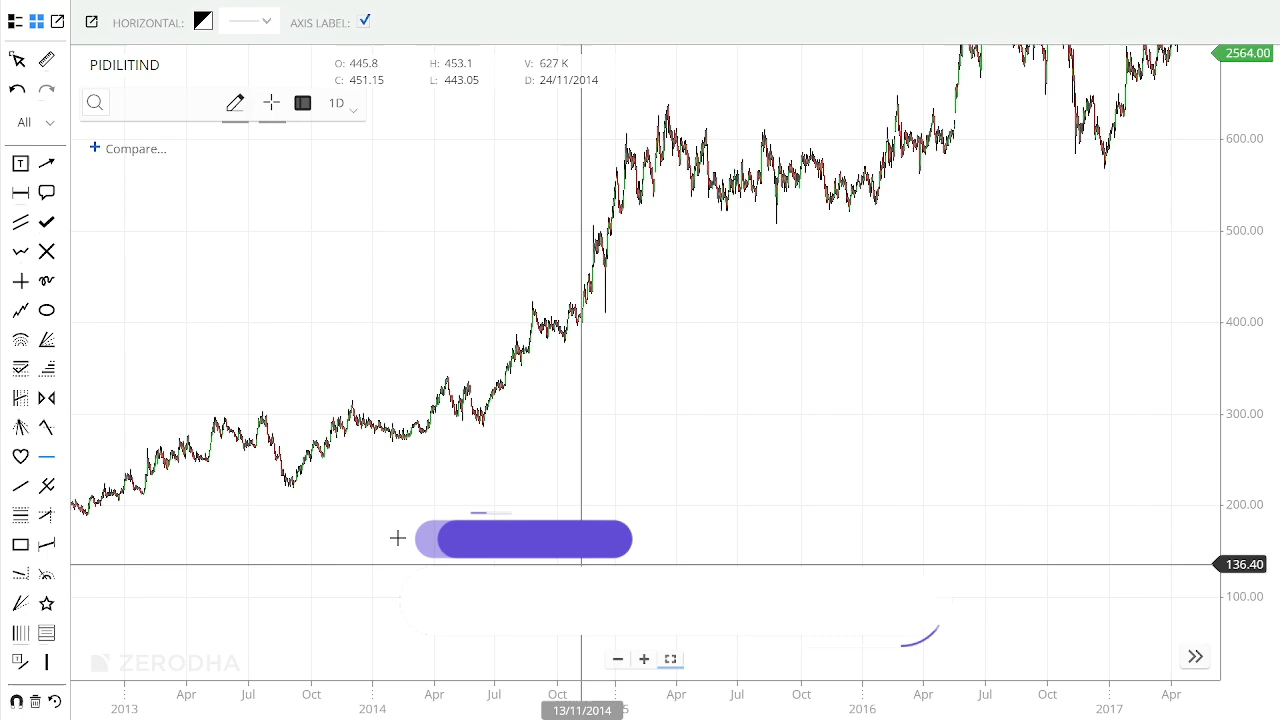 HORIZONTAL: AXIS LABEL:
PIDILITIND
O: 445.8 H: 453.1 V: 627 K
C: 451.15 L: 443.05 D: 24/11/2014
1D
All
+ Compare...
T
2564.00
600.00
500.00
400.00
300.00
200.00
136.40
100.00
ZERODHA
Apr Jul Oct Apr Jul Oct Apr Jul Oct Apr Jul Oct Apr
2013 2014 13/11/2014 5 2016 2017